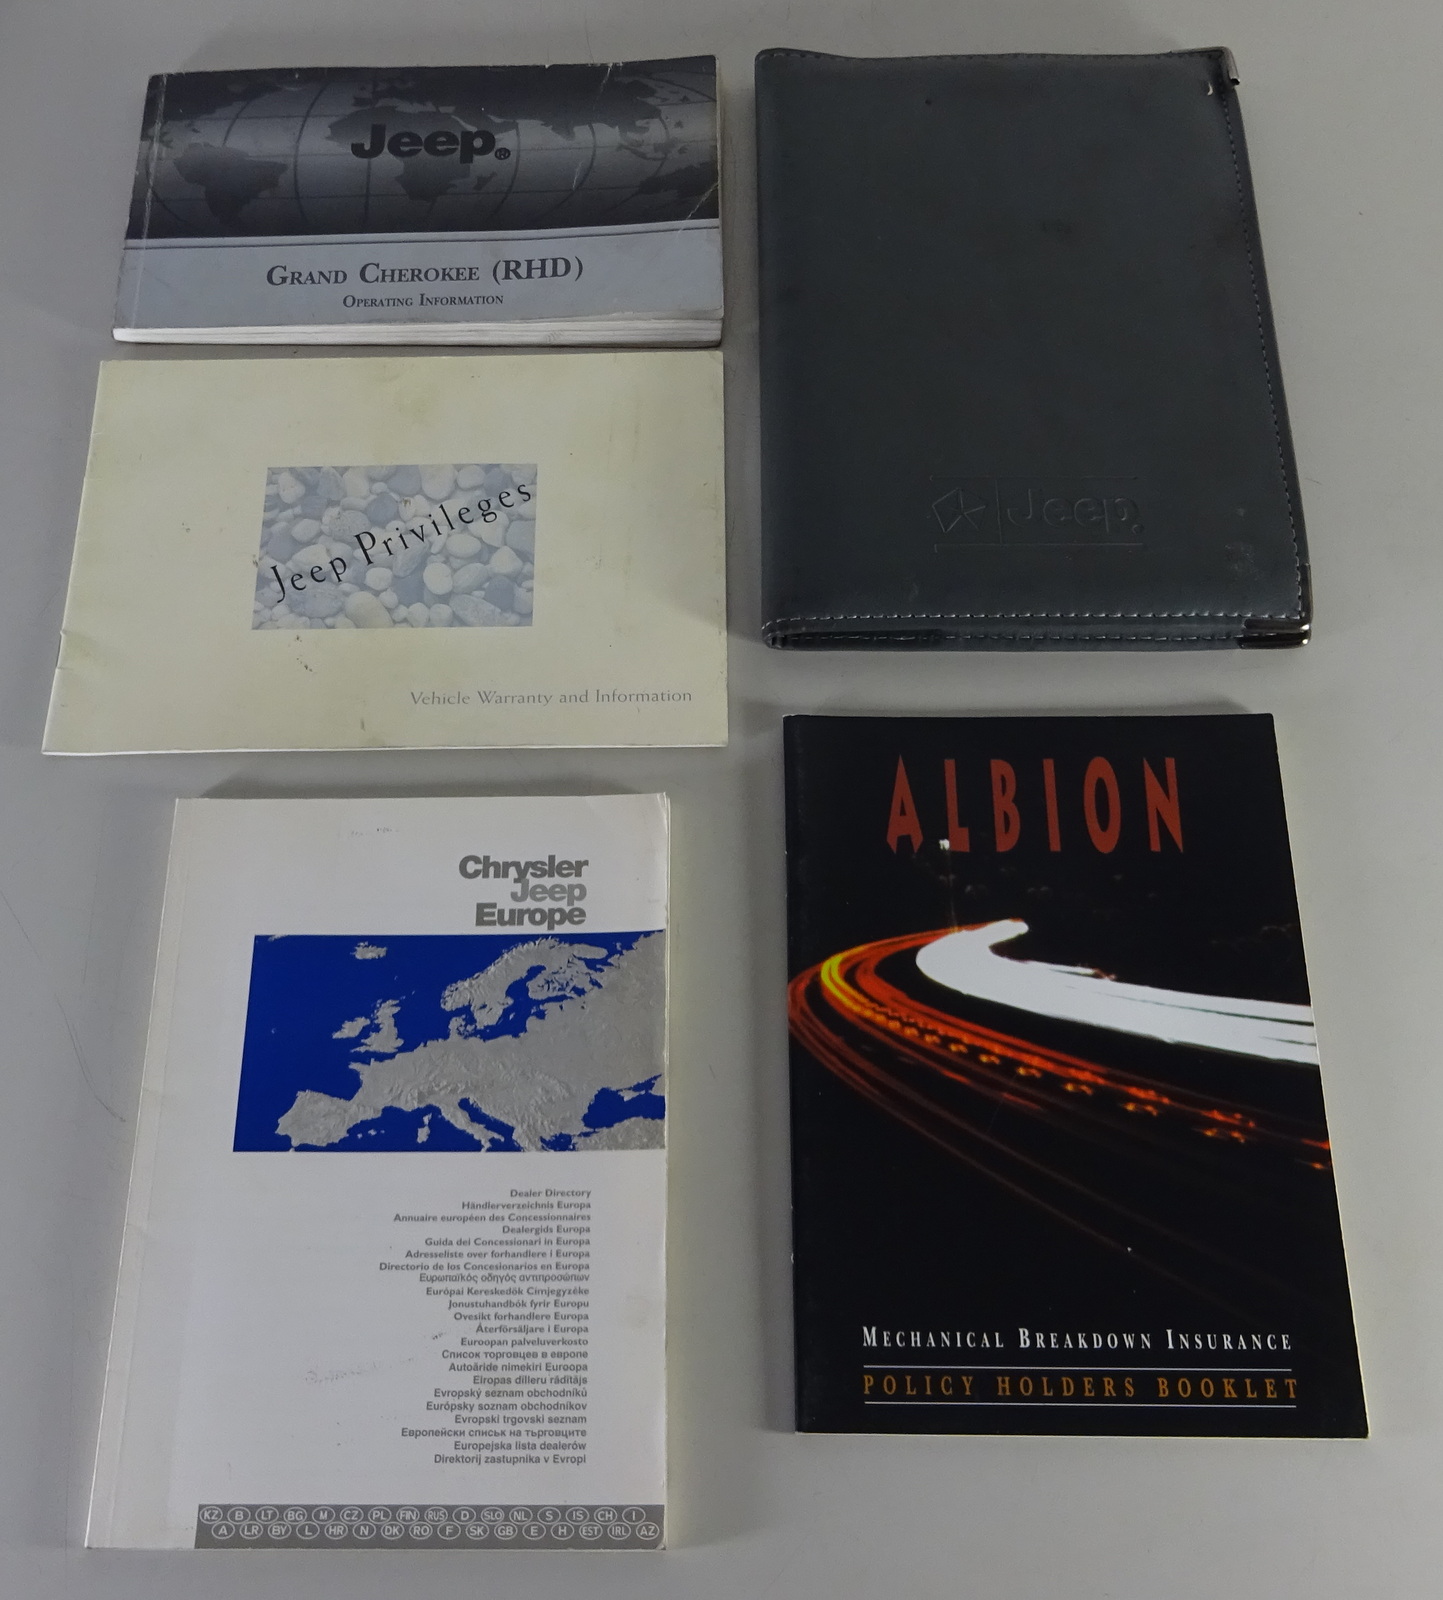 Jeep®
GRAND CHEROKEE (RHD)
OPERATING INFORMATION
Jeep Privileges
Vehicle Warranty and Information
Jeep
ALBION
MECHANICAL BREAKDOWN INSURANCE
POLICY HOLDERS BOOKLET
Chrysler
Jeep
Europe
Dealer Directory
Händlerverzeichnis Europa
Annuaire européen des Concessionnaires
Dealergids Europa
Guida dei Concessionari in Europa
Adresseliste over forhandlere i Europa
Directorio de los Concesionarios en Europa
Ευρωπαϊκός οδηγός αντιπροσώπων
Európai Kereskedök Cimjegyzéke
Jonustuhandbók fyrir Europu
Ovesikt forhandlere Europa
Återförsäljare i Europa
Euroopan palveluverkosto
Список торговцев в европе
Autoäride nimekiri Euroopa
Eiropas dilleru rādītājs
Evropský seznam obchodníků
Európsky soznam obchodníkov
Evropski trgovski seznam
Европейски списък на търговците
Europejska lista dealerów
Direktorij zastupnika v Evropi
KZ B LT BG M CZ PL FIN RUS D SLO NL S IS CH I
A LR BY L HR N DK RO F SK GB E H EST IRL AZ